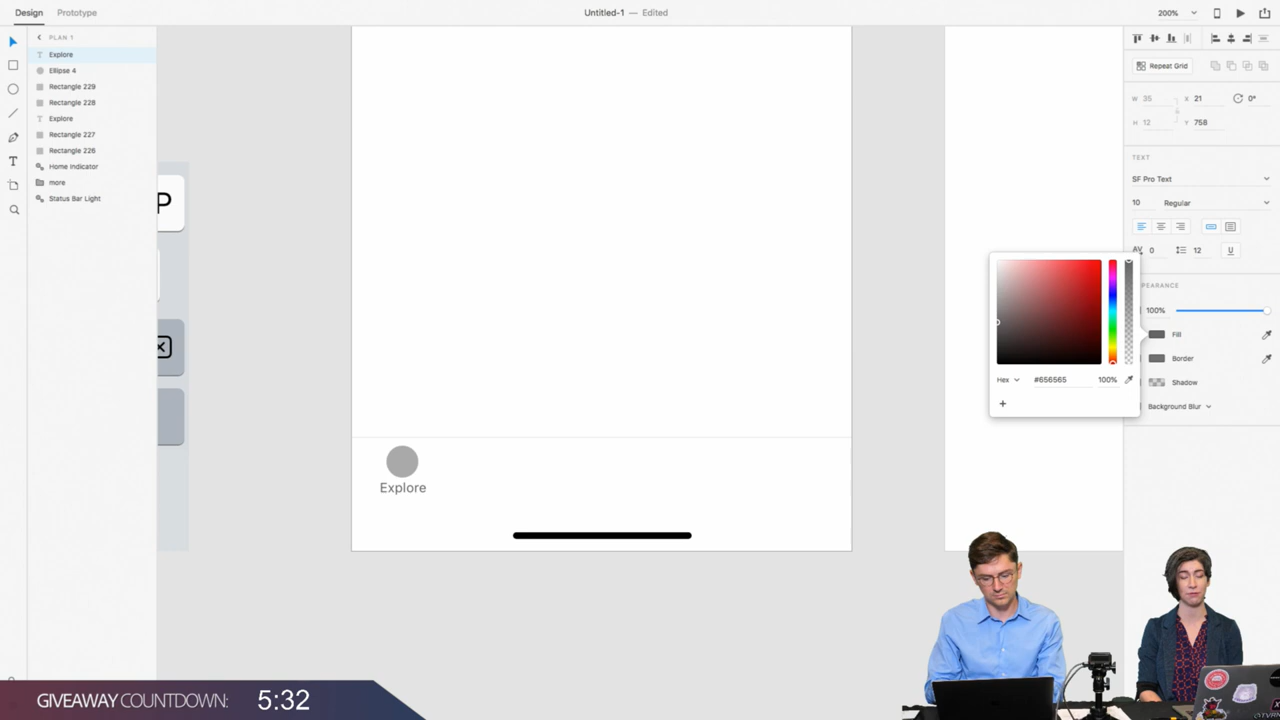 Design Prototype Untitled-1 — Edited 200%
PLAN 1
Explore
Ellipse 4
Rectangle 229
Rectangle 228
Explore
Rectangle 227
Rectangle 226
Home Indicator
more
Status Bar Light
P
Explore
Repeat Grid
W 35 X 21 0°
H 12 Y 758
TEXT
SF Pro Text
10 Regular
AV 0 12 U
PEARANCE
100%
Fill
Border
Shadow
Background Blur
Hex #656565 100%
+
GIVEAWAY COUNTDOWN: 5:32